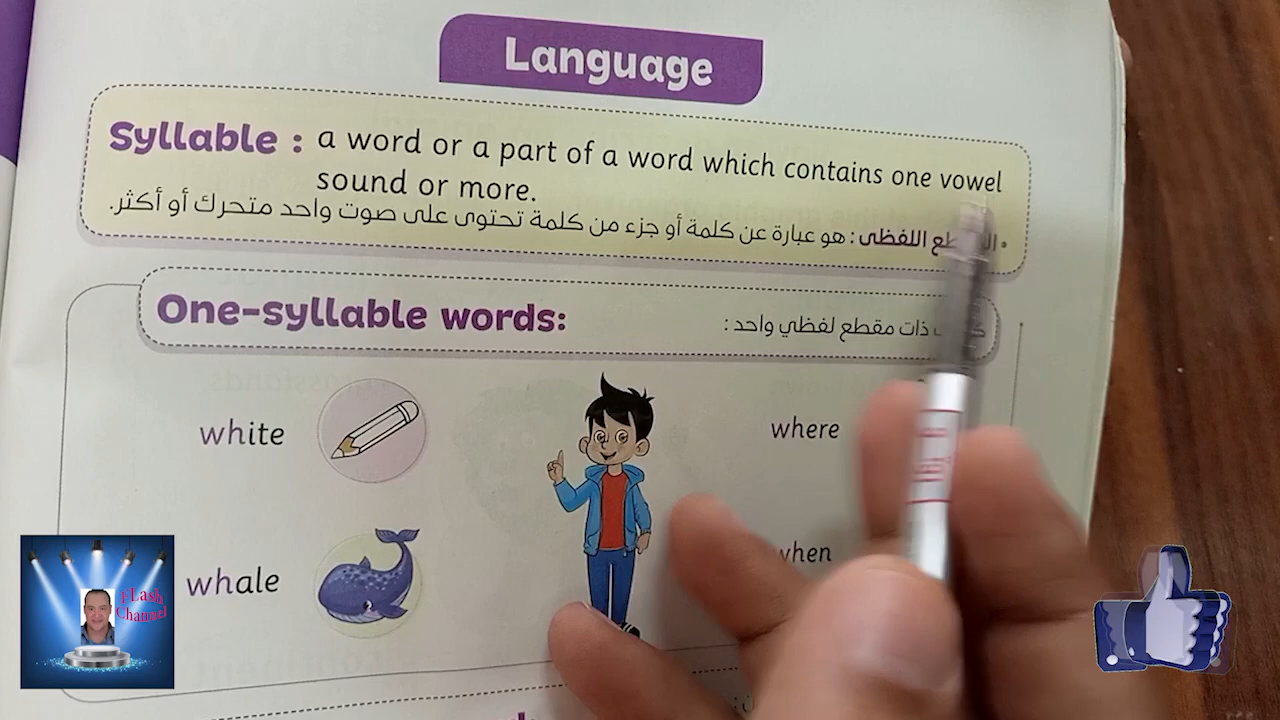 Language
Syllable : a word or a part of a word which contains one vowel
sound or more.
اللفظى : هو عبارة عن كلمة أو جزء من كلمة تحتوى على صوت واحد متحرك أو أكثر.
One-syllable words:
ذات مقطع لفظي واحد :
white
where
whale
when
FLash
Channel